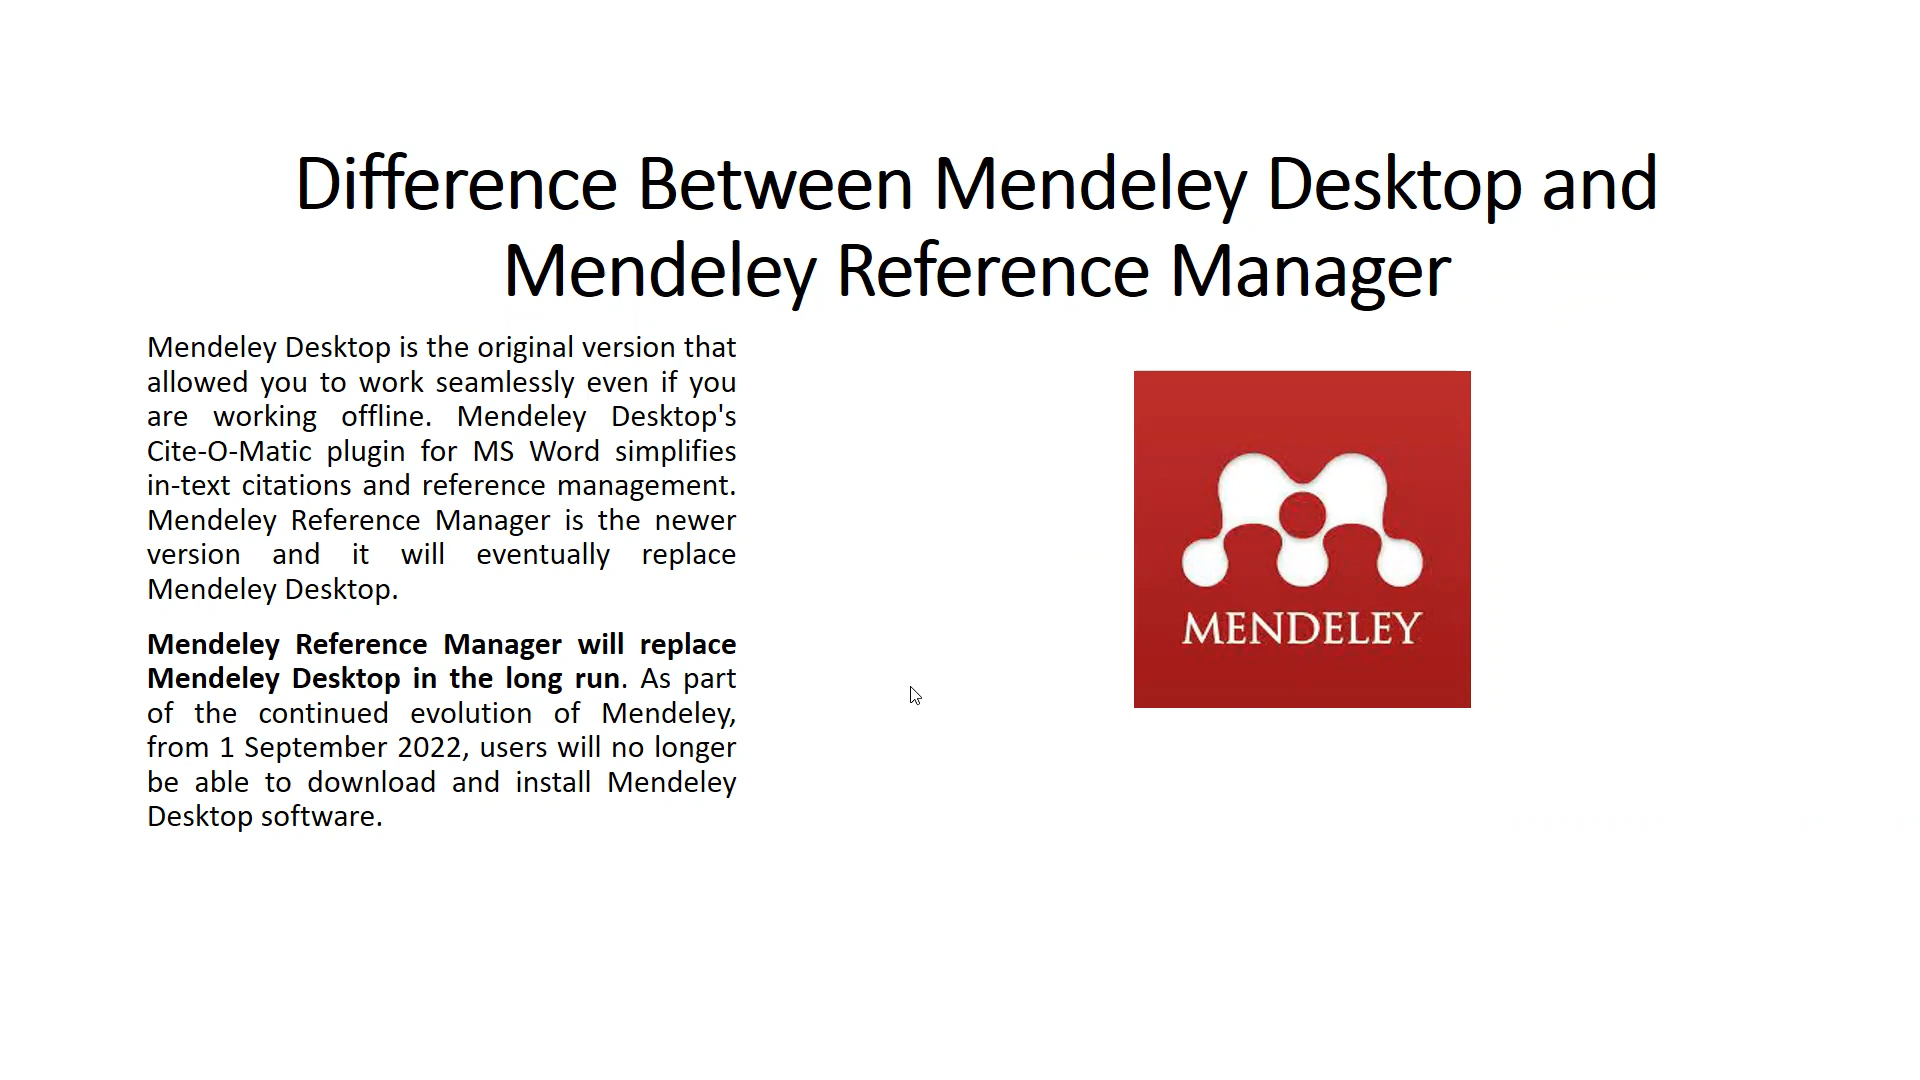 Difference Between Mendeley Desktop and
Mendeley Reference Manager
Mendeley Desktop is the original version that
allowed you to work seamlessly even if you
are working offline. Mendeley Desktop's
Cite-O-Matic plugin for MS Word simplifies
in-text citations and reference management.
Mendeley Reference Manager is the newer
version and it will eventually replace
Mendeley Desktop.
Mendeley Reference Manager will replace
Mendeley Desktop in the long run. As part
of the continued evolution of Mendeley,
from 1 September 2022, users will no longer
be able to download and install Mendeley
Desktop software.
MENDELEY